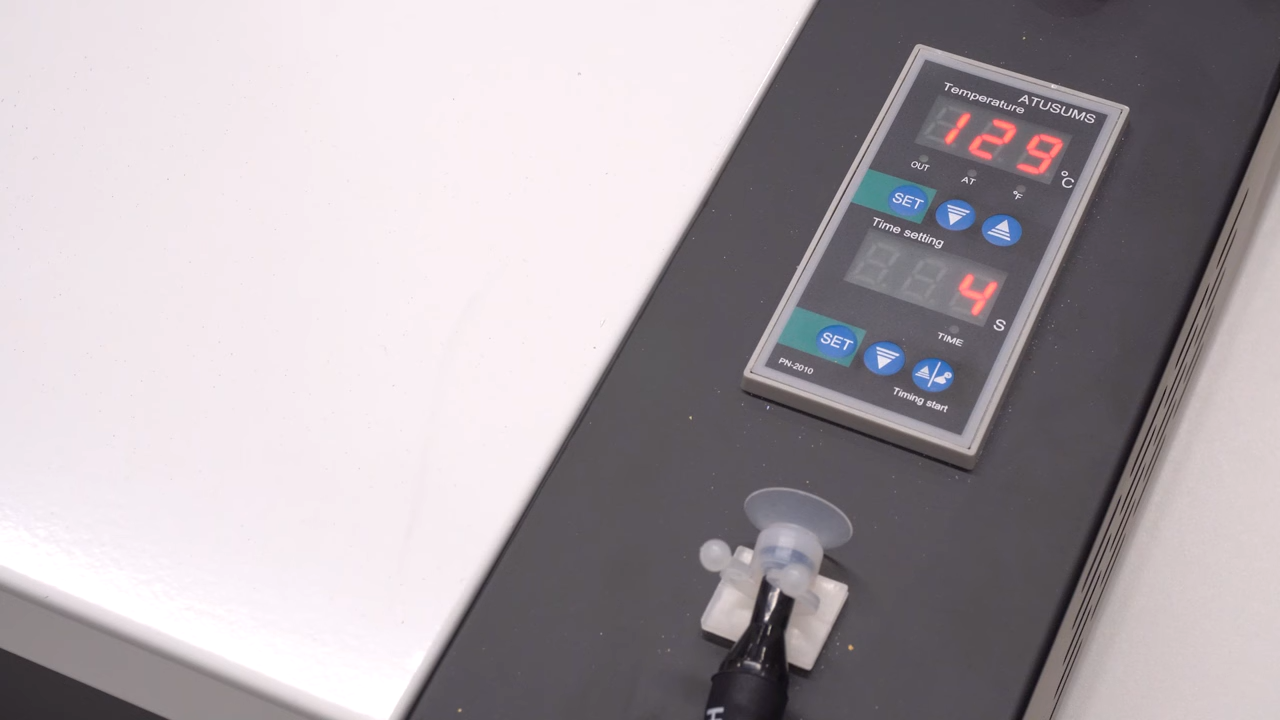 ATUSUMS
Temperature
129
°C
OUT AT °F
SET
Time setting
4
S
TIME
SET
PN-2010
Timing start